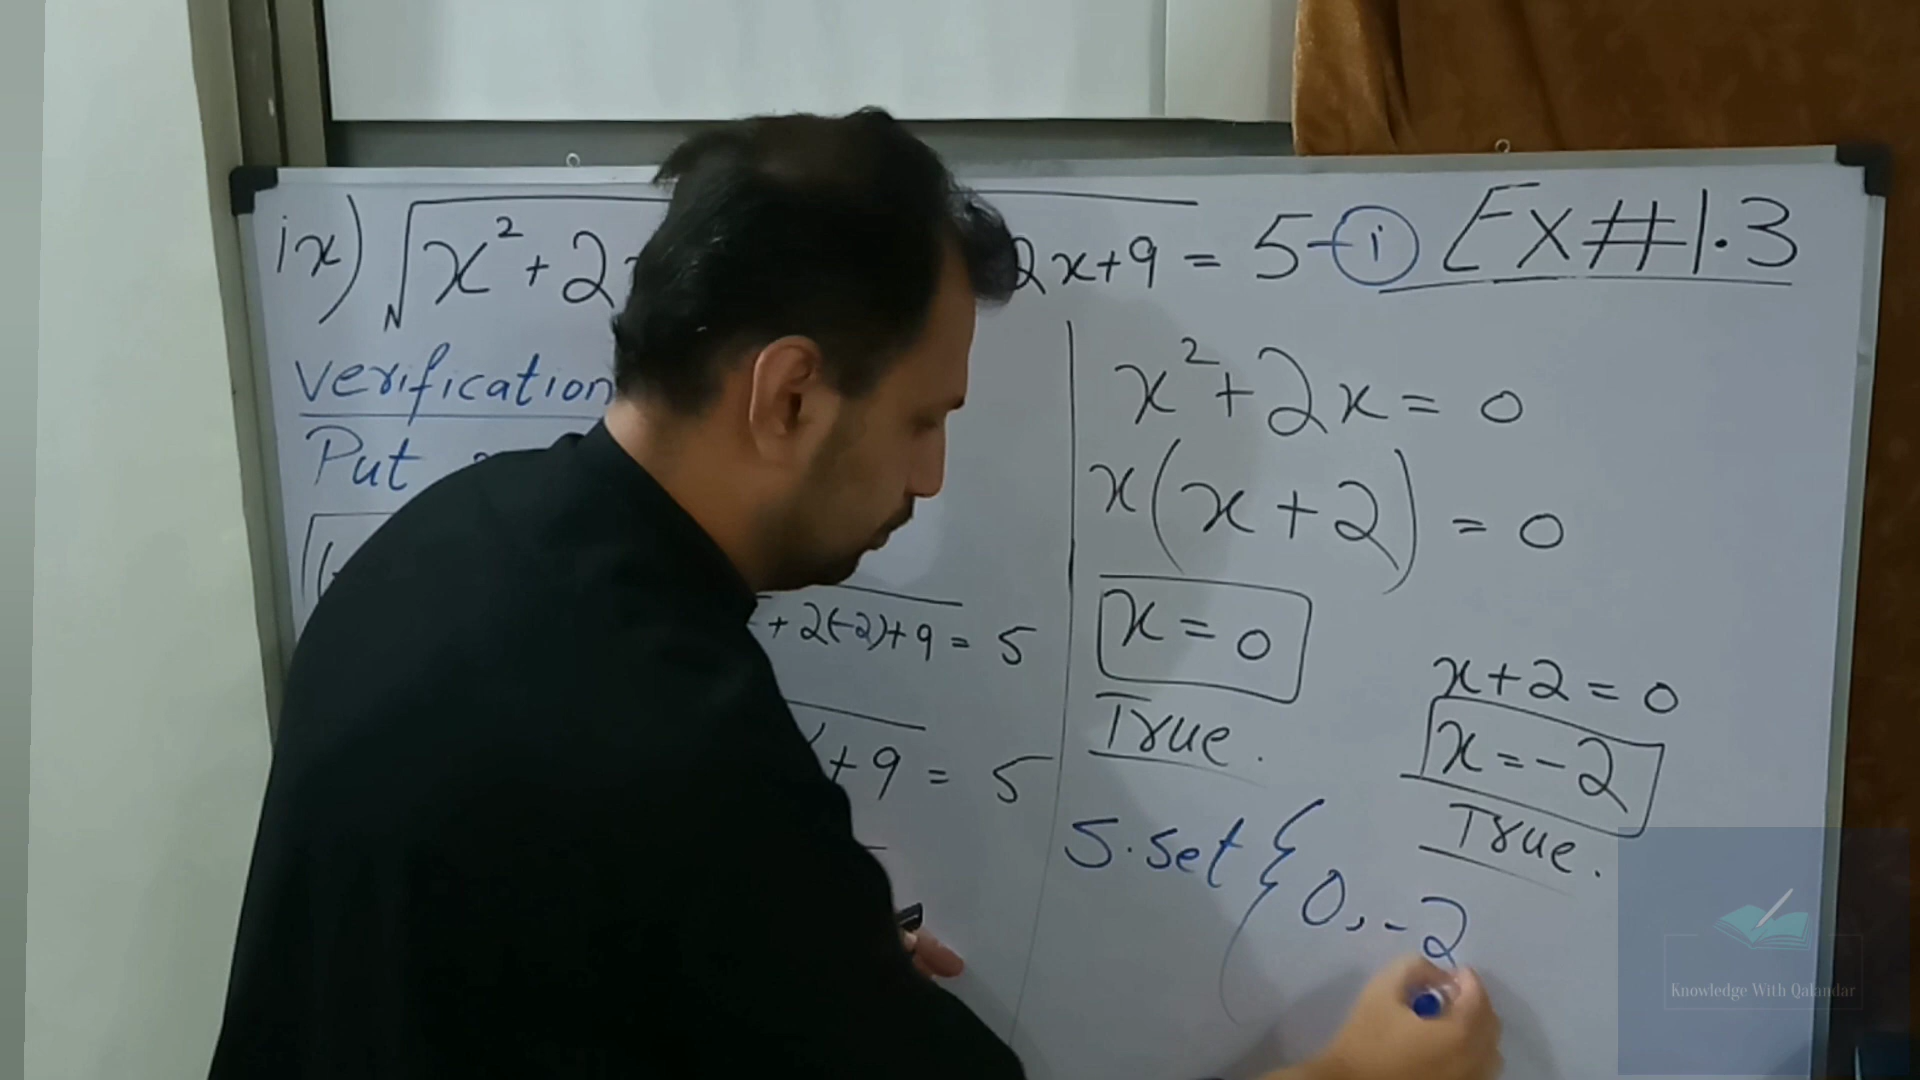 ix) √x² + 2 2x+9 = 5 -(i) Ex#1.3
verification
Put
+ 2(-2)+9 = 5
+9 = 5
x² + 2x = 0
x(x+2) = 0
x = 0
True.
x+2 = 0
x = -2
True.
S.set { 0, -2
Knowledge With Qalandar